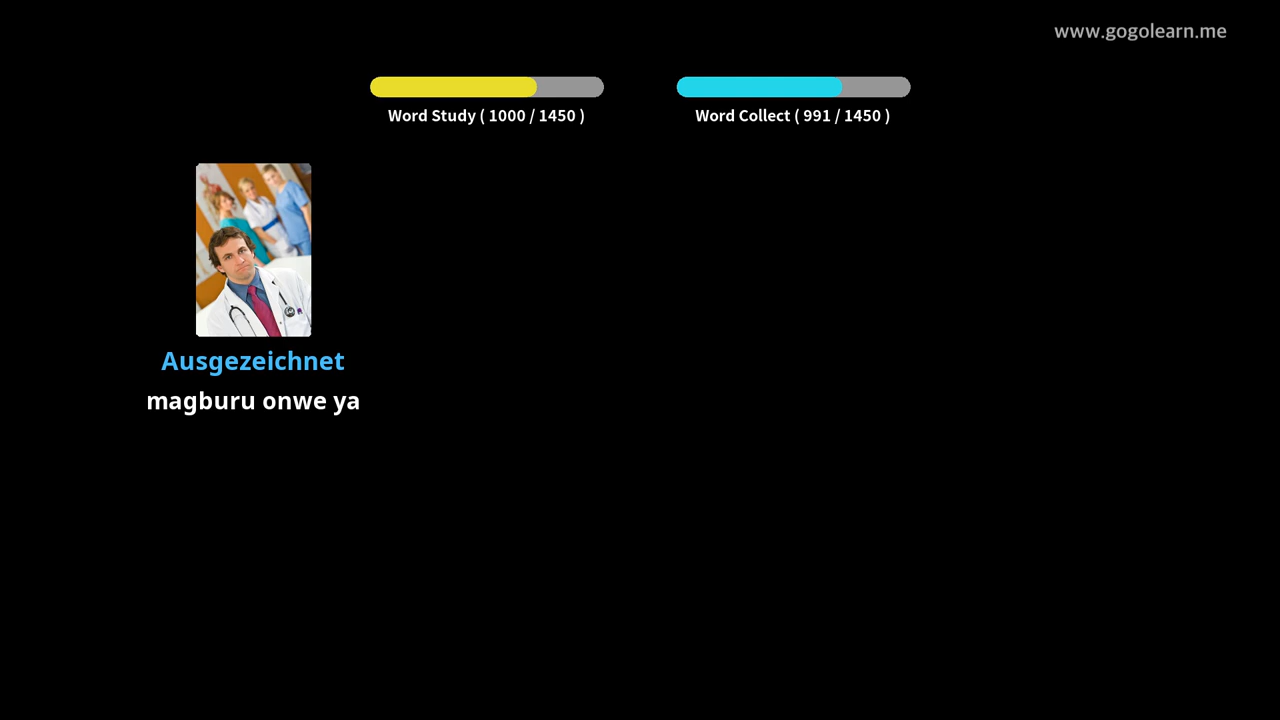 www.gogolearn.me
Word Study ( 1000 / 1450 )
Word Collect ( 991 / 1450 )
Ausgezeichnet
magburu onwe ya